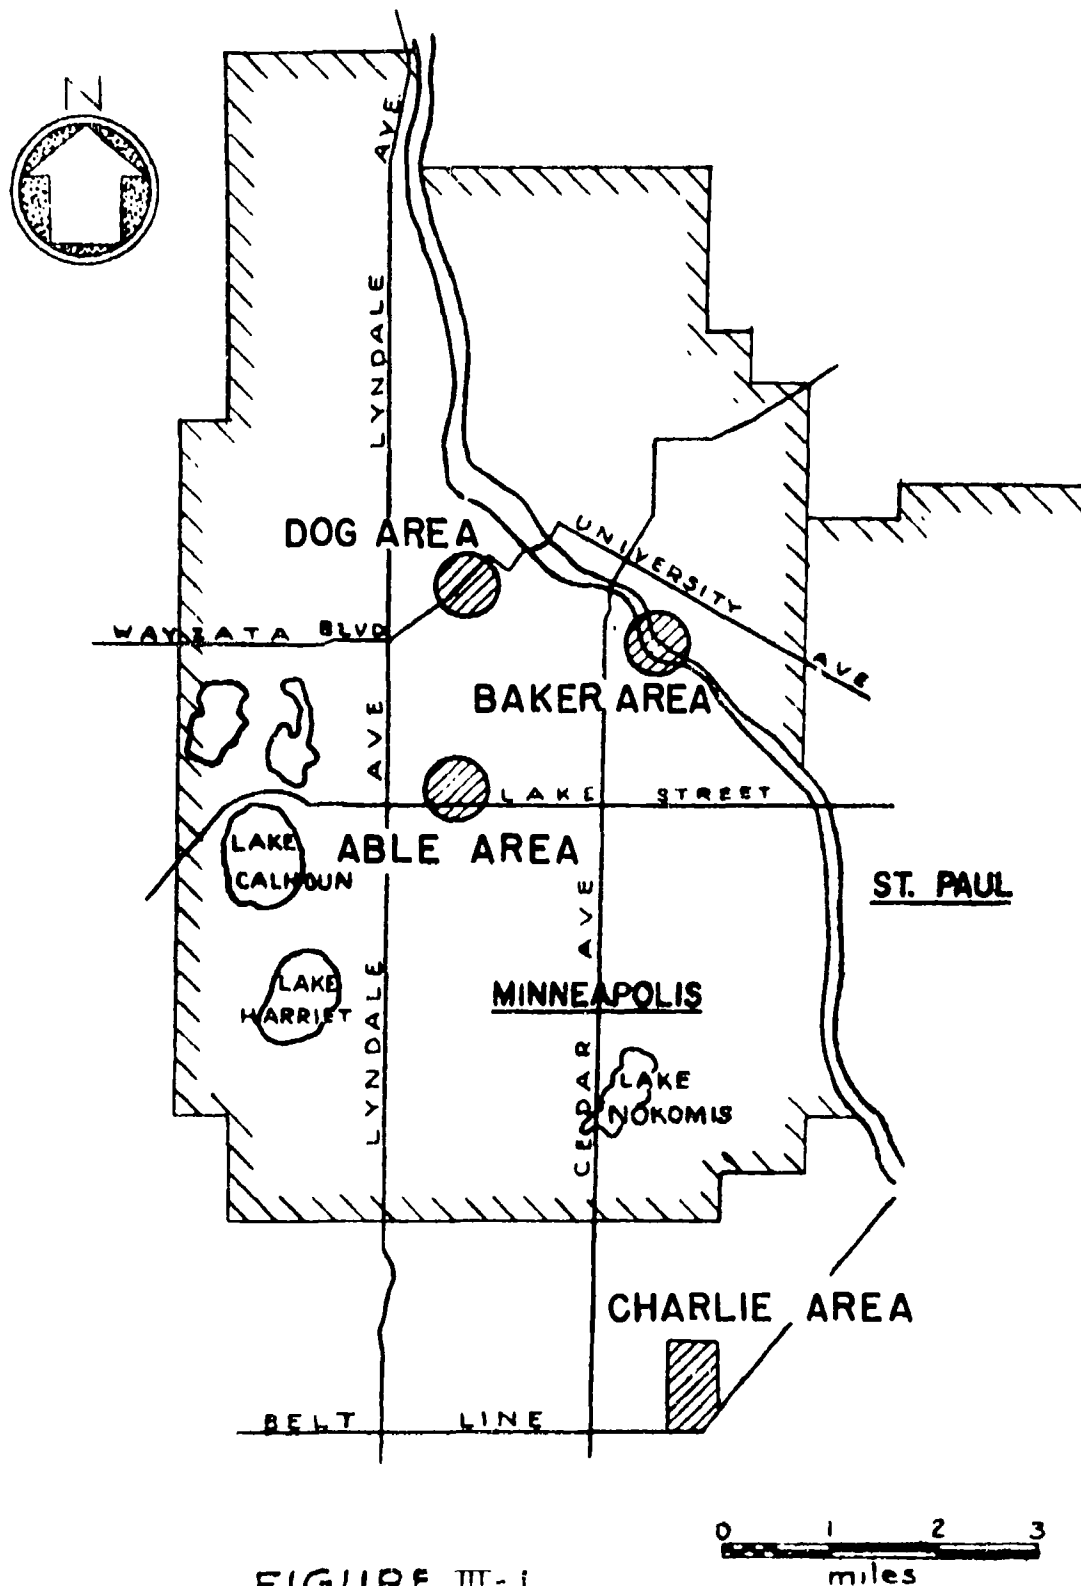 N
AVE
LYNDALE
DOG AREA
UNIVERSITY
AVE
WAYZATA BLVD
BAKER AREA
AVE
LAKE STREET
LAKE
CALHOUN
ABLE AREA
ST. PAUL
AVE
LAKE
HARRIET
LYNDALE
MINNEAPOLIS
CEDAR
LAKE
NOKOMIS
CHARLIE AREA
BELT LINE
0 1 2 3
miles
FIGURE III-1